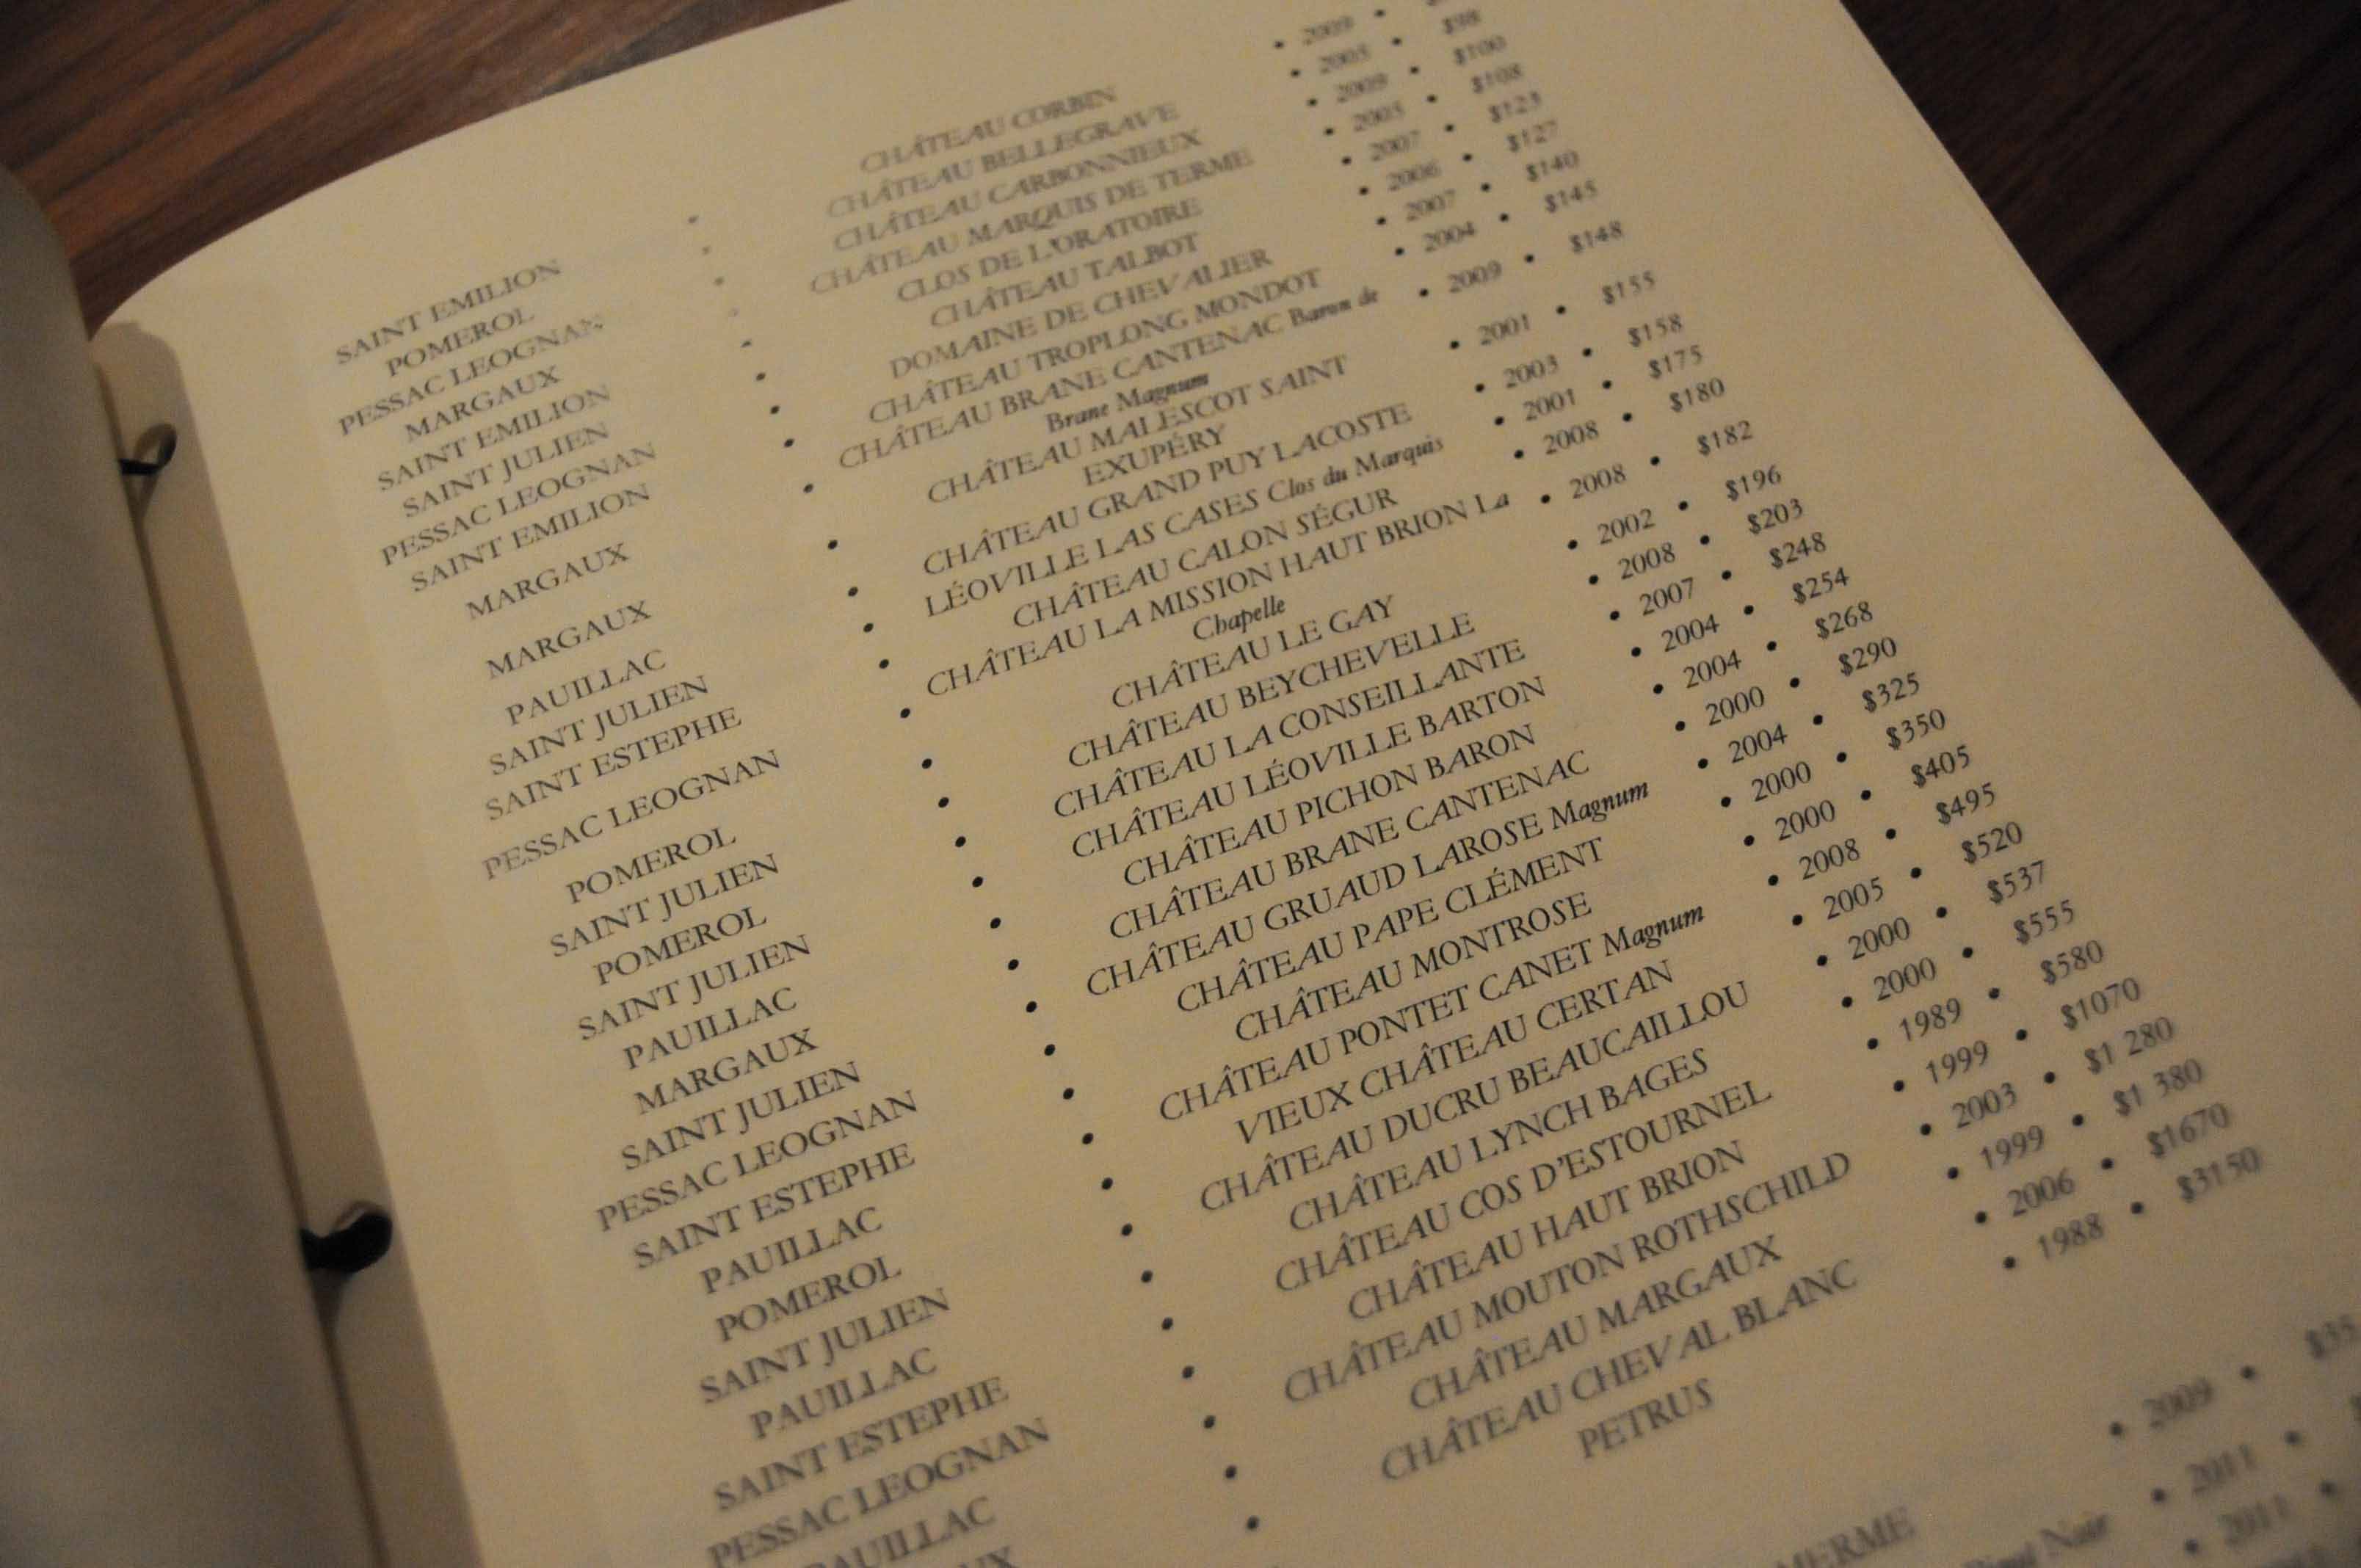 SAINT EMILION • CHÂTEAU CORBIN • 2009 •
POMEROL • CHÂTEAU BELLEGRAVE • 2005 • $98
PESSAC LEOGNAN • CHÂTEAU CARBONNIEUX • 2009 • $100
MARGAUX • CHÂTEAU MARQUIS DE TERME • 2005 • $108
SAINT EMILION • CLOS DE L'ORATOIRE • 2007 • $123
SAINT JULIEN • CHÂTEAU TALBOT • 2006 • $127
PESSAC LEOGNAN • DOMAINE DE CHEVALIER • 2007 • $140
SAINT EMILION • CHÂTEAU TROPLONG MONDOT • 2004 • $145
MARGAUX • CHÂTEAU BRANE CANTENAC Baron de • 2009 • $148
Brane Magnum
MARGAUX • CHÂTEAU MALESCOT SAINT • 2001 • $155
EXUPÉRY
PAUILLAC • CHÂTEAU GRAND PUY LACOSTE • 2003 • $158
SAINT JULIEN • LÉOVILLE LAS CASES Clos du Marquis • 2001 • $175
SAINT ESTEPHE • CHÂTEAU CALON SÉGUR • 2008 • $180
PESSAC LEOGNAN • CHÂTEAU LA MISSION HAUT BRION La • 2008 • $182
Chapelle
POMEROL • CHÂTEAU LE GAY • 2002 • $196
SAINT JULIEN • CHÂTEAU BEYCHEVELLE • 2008 • $203
POMEROL • CHÂTEAU LA CONSEILLANTE • 2007 • $248
SAINT JULIEN • CHÂTEAU LÉOVILLE BARTON • 2004 • $254
PAUILLAC • CHÂTEAU PICHON BARON • 2004 • $268
MARGAUX • CHÂTEAU BRANE CANTENAC • 2000 • $290
SAINT JULIEN • CHÂTEAU GRUAUD LAROSE Magnum • 2004 • $325
PESSAC LEOGNAN • CHÂTEAU PAPE CLÉMENT • 2000 • $350
SAINT ESTEPHE • CHÂTEAU MONTROSE • 2000 • $405
PAUILLAC • CHÂTEAU PONTET CANET Magnum • 2008 • $495
POMEROL • VIEUX CHÂTEAU CERTAN • 2005 • $520
SAINT JULIEN • CHÂTEAU DUCRU BEAUCAILLOU • 2000 • $537
PAUILLAC • CHÂTEAU LYNCH BAGES • 2000 • $555
SAINT ESTEPHE • CHÂTEAU COS D'ESTOURNEL • 1989 • $580
PESSAC LEOGNAN • CHÂTEAU HAUT BRION • 1999 • $1070
PAUILLAC • CHÂTEAU MOUTON ROTHSCHILD • 2003 • $1 280
CHÂTEAU MARGAUX • 1999 • $1 380
CHÂTEAU CHEVAL BLANC • 2006 • $1670
PETRUS • 1988 • $3150
• 2009 •
Noir • 2011 •
• 2011 •